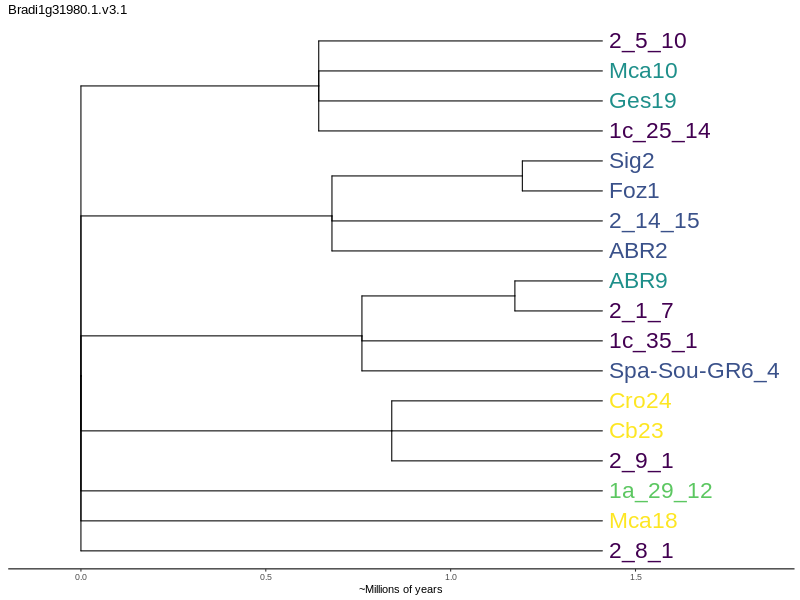 Bradi1g31980.1.v3.1
2_5_10
Mca10
Ges19
1c_25_14
Sig2
Foz1
2_14_15
ABR2
ABR9
2_1_7
1c_35_1
Spa-Sou-GR6_4
Cro24
Cb23
2_9_1
1a_29_12
Mca18
2_8_1
0.0 0.5 1.0 1.5
~Millions of years